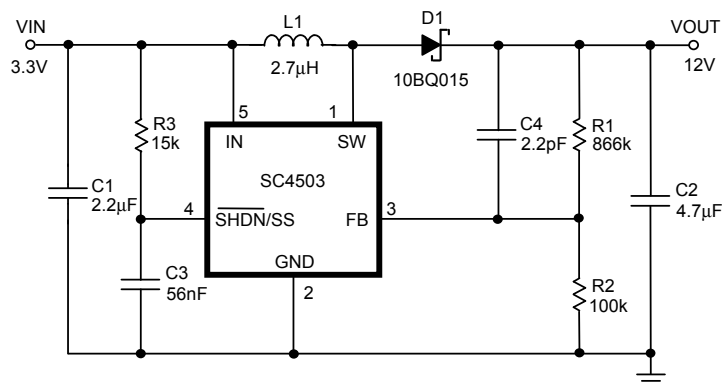 L1
D1
VIN
VOUT
3.3V
2.7μH
10BQ015
12V
5
1
R3
15k
IN
SW
C4
2.2pF
R1
866k
SC4503
C1
2.2μF
4
SHDN/SS
FB
3
C2
4.7μF
GND
C3
56nF
2
R2
100k